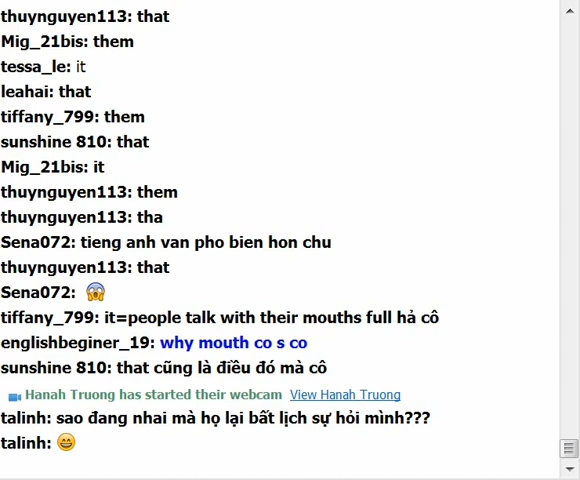 thuynguyen113: that
Mig_21bis: them
tessa_le: it
leahai: that
tiffany_799: them
sunshine 810: that
Mig_21bis: it
thuynguyen113: them
thuynguyen113: tha
Sena072: tieng anh van pho bien hon chu
thuynguyen113: that
Sena072: 😱
tiffany_799: it=people talk with their mouths full hả cô
englishbeginer_19: why mouth co s co
sunshine 810: that cũng là điều đó mà cô
Hanah Truong has started their webcam View Hanah Truong
talinh: sao đang nhai mà họ lại bất lịch sự hỏi mình???
talinh: 😄